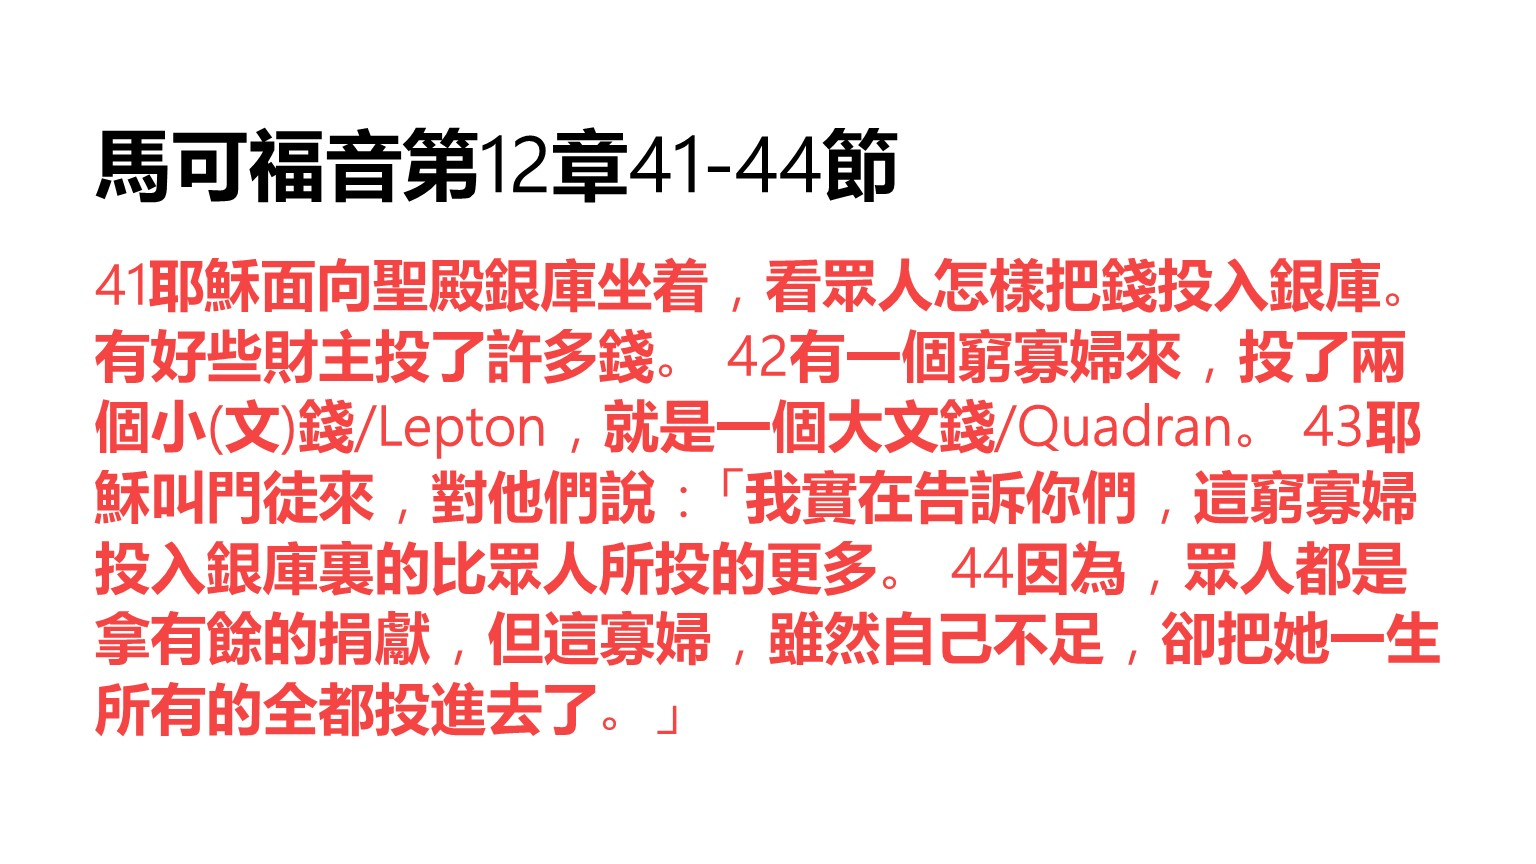 馬可福音第12章41-44節
41耶穌面向聖殿銀庫坐着，看眾人怎樣把錢投入銀庫。
有好些財主投了許多錢。 42有一個窮寡婦來，投了兩
個小(文)錢/Lepton，就是一個大文錢/Quadran。 43耶
穌叫門徒來，對他們說：「我實在告訴你們，這窮寡婦
投入銀庫裏的比眾人所投的更多。 44因為，眾人都是
拿有餘的捐獻，但這寡婦，雖然自己不足，卻把她一生
所有的全都投進去了。」